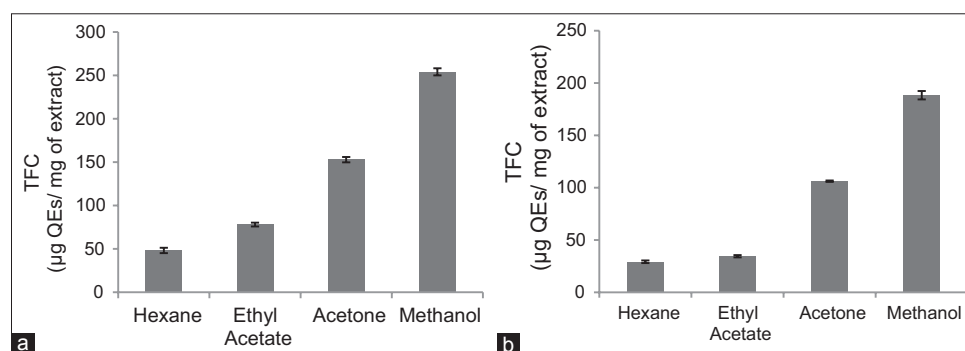 TFC
(µg QEs/ mg of extract)
300
250
200
150
100
50
0
Hexane
Ethyl
Acetate
Acetone
Methanol
a
TFC
(µg QEs/ mg of extract)
250
200
150
100
50
0
Hexane
Ethyl
Acetate
Acetone
Methanol
b